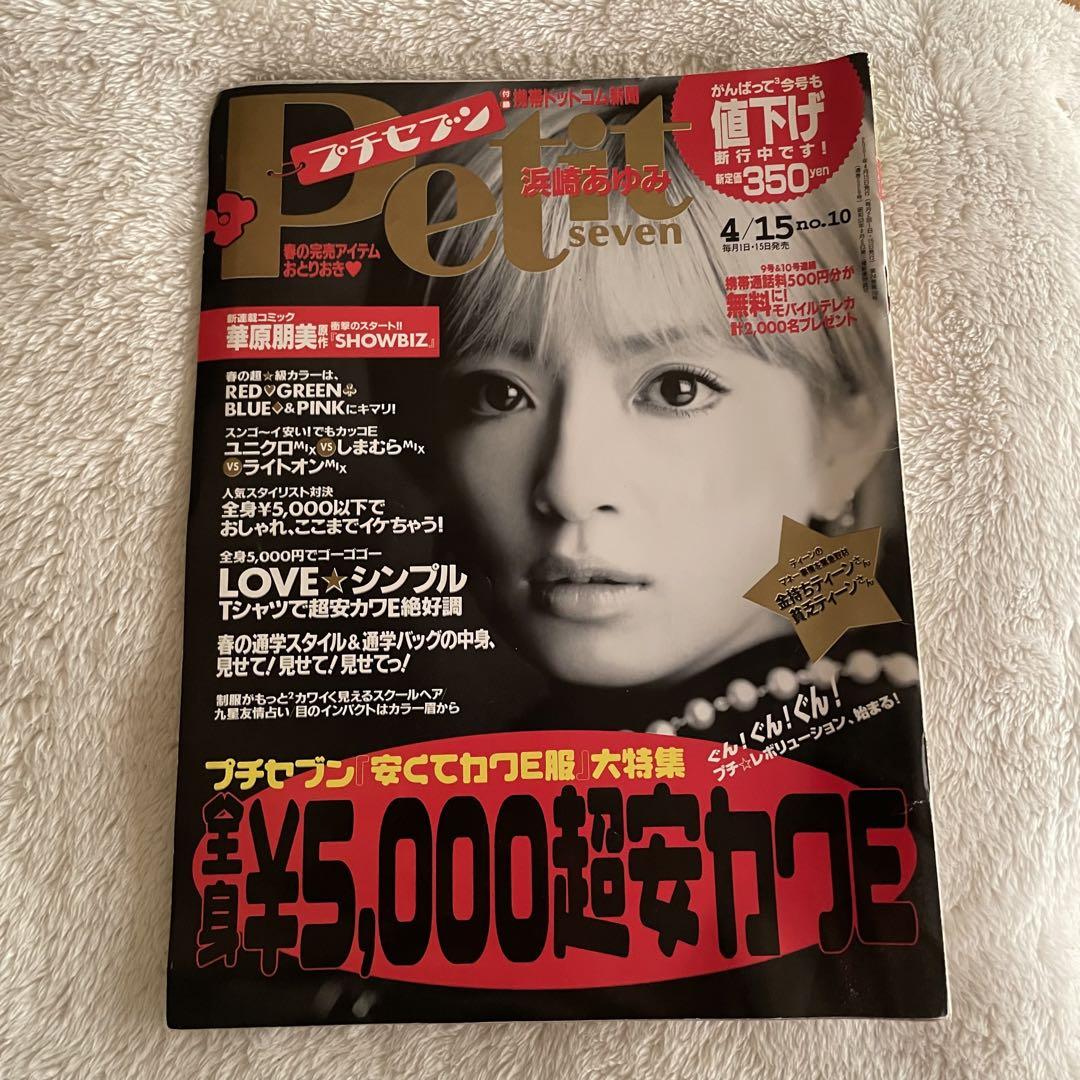 付録 携帯ドットコム新聞
Petit
プチセブン
seven
浜崎あゆみ
がんばって³今号も
値下げ
断行中です!
新定価350yen
4/15no.10
毎月1日・15日発売
春の完売アイテム
おとりおき♥
9号&10号連続
携帯通話料500円分が
無料に!
モバイルテレカ
計2,000名プレゼント
新連載コミック
衝撃のスタート!!
華原朋美原作『SHOWBIZ』
春の超★級カラーは、
RED♡GREEN♣
BLUE◆&PINKにキマリ!
スンゴ〜イ安い!でもカッコE
ユニクロMIX VS しまむらMIX
VS ライトオンMIX
人気スタイリスト対決
全身¥5,000以下で
おしゃれ、ここまでイケちゃう!
全身5,000円でゴーゴゴー
LOVE★シンプル
Tシャツで超安カワE絶好調
春の通学スタイル&通学バッグの中身、
見せて!見せて!見せてっ!
制服がもっと²カワイく見えるスクールヘア/
九星友情占い/目のインパクトはカラー眉から
ティーンの
金持ちティーンさん
貧乏ティーンさん
ぐん!ぐん!ぐん!
プチ☆レボリューション、始まる!
プチセブン『安くてカワE服』大特集
全身¥5,000超安カワE